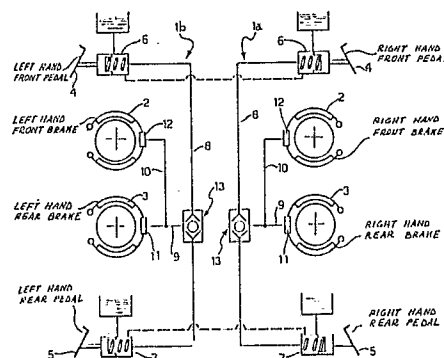 1b
1a
6
6
LEFT HAND
FRONT PEDAL
4
RIGHT HAND
FRONT PEDAL
4
LEFT HAND
FRONT BRAKE
2
12
8
8
12
2
RIGHT HAND
FRONT BRAKE
10
10
LEFT HAND
REAR BRAKE
3
13
9
9
3
11
13
11
RIGHT HAND
REAR BRAKE
LEFT HAND
REAR PEDAL
5
7
7
RIGHT HAND
REAR PEDAL
5